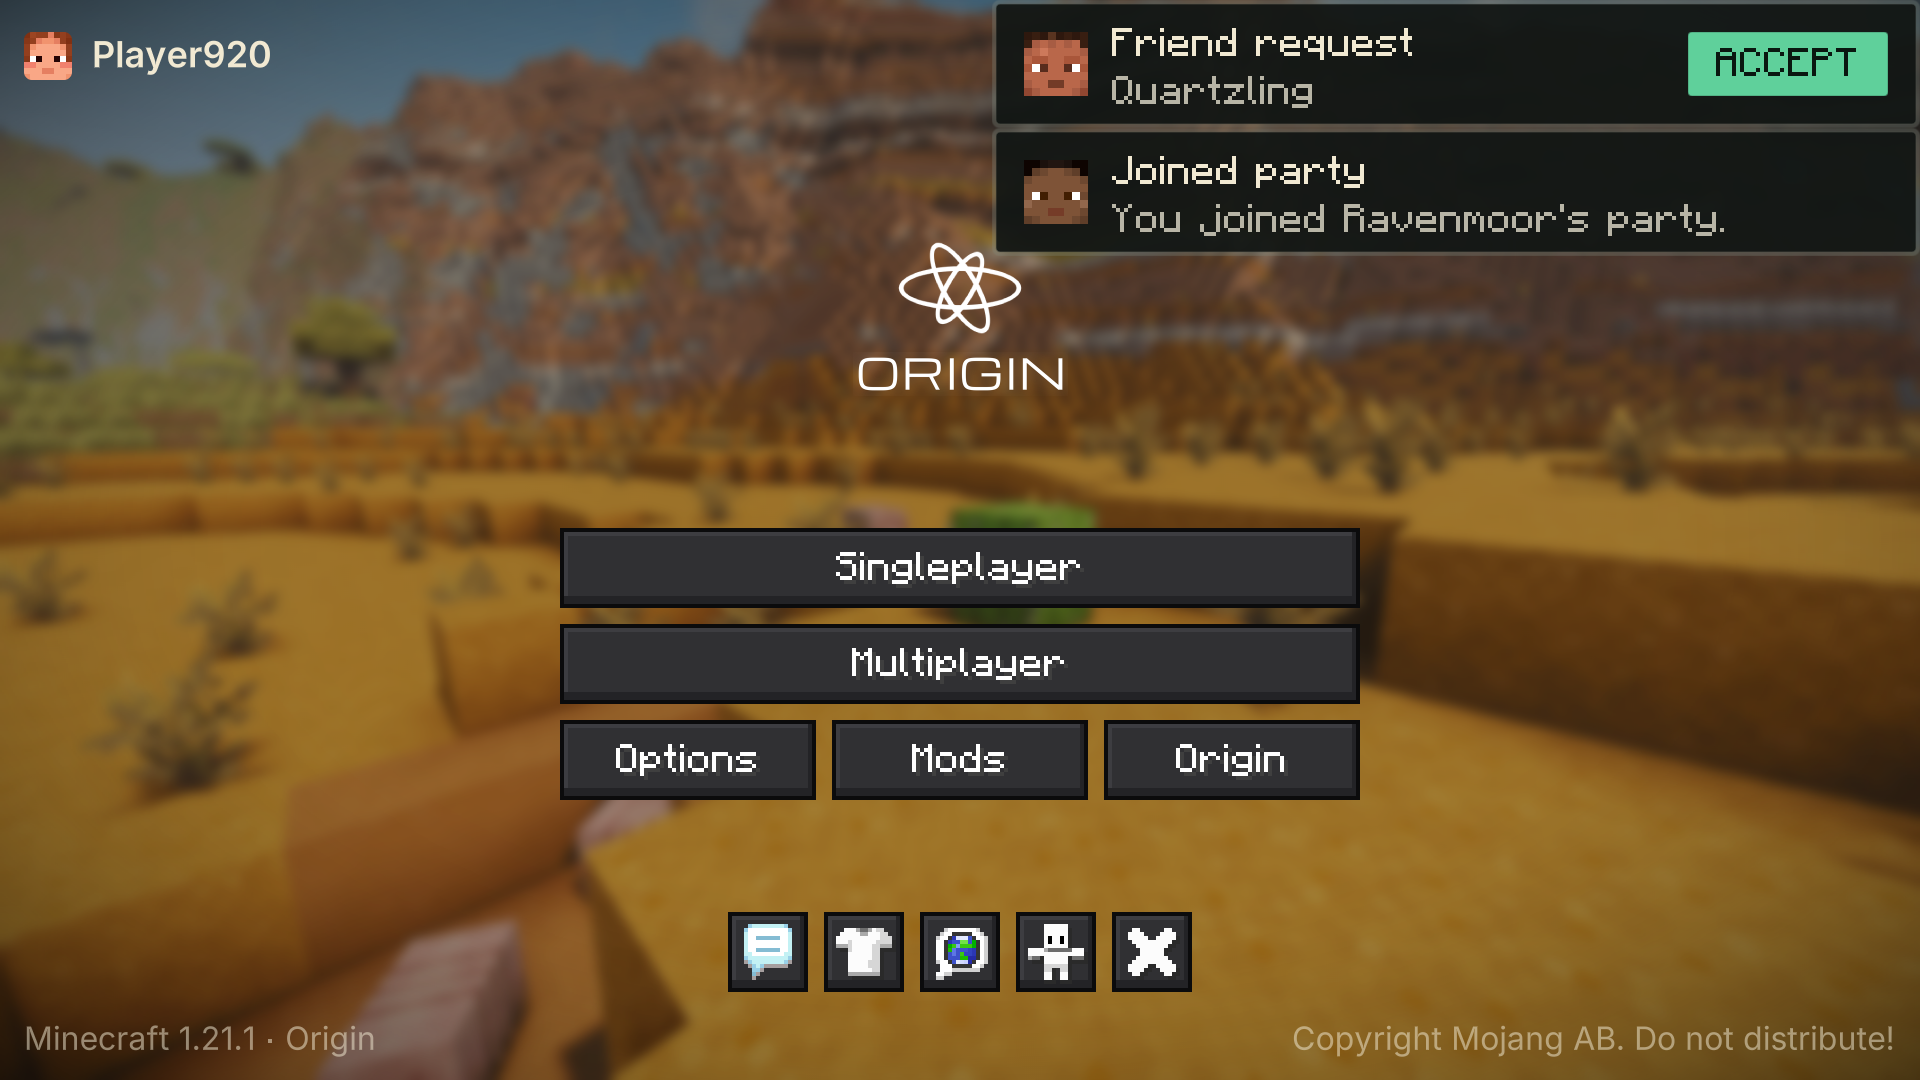 Player920
Friend request
Quartzling
ACCEPT
Joined party
You joined Ravenmoor's party.
ORIGIN
Singleplayer
Multiplayer
Options
Mods
Origin
Minecraft 1.21.1 · Origin
Copyright Mojang AB. Do not distribute!